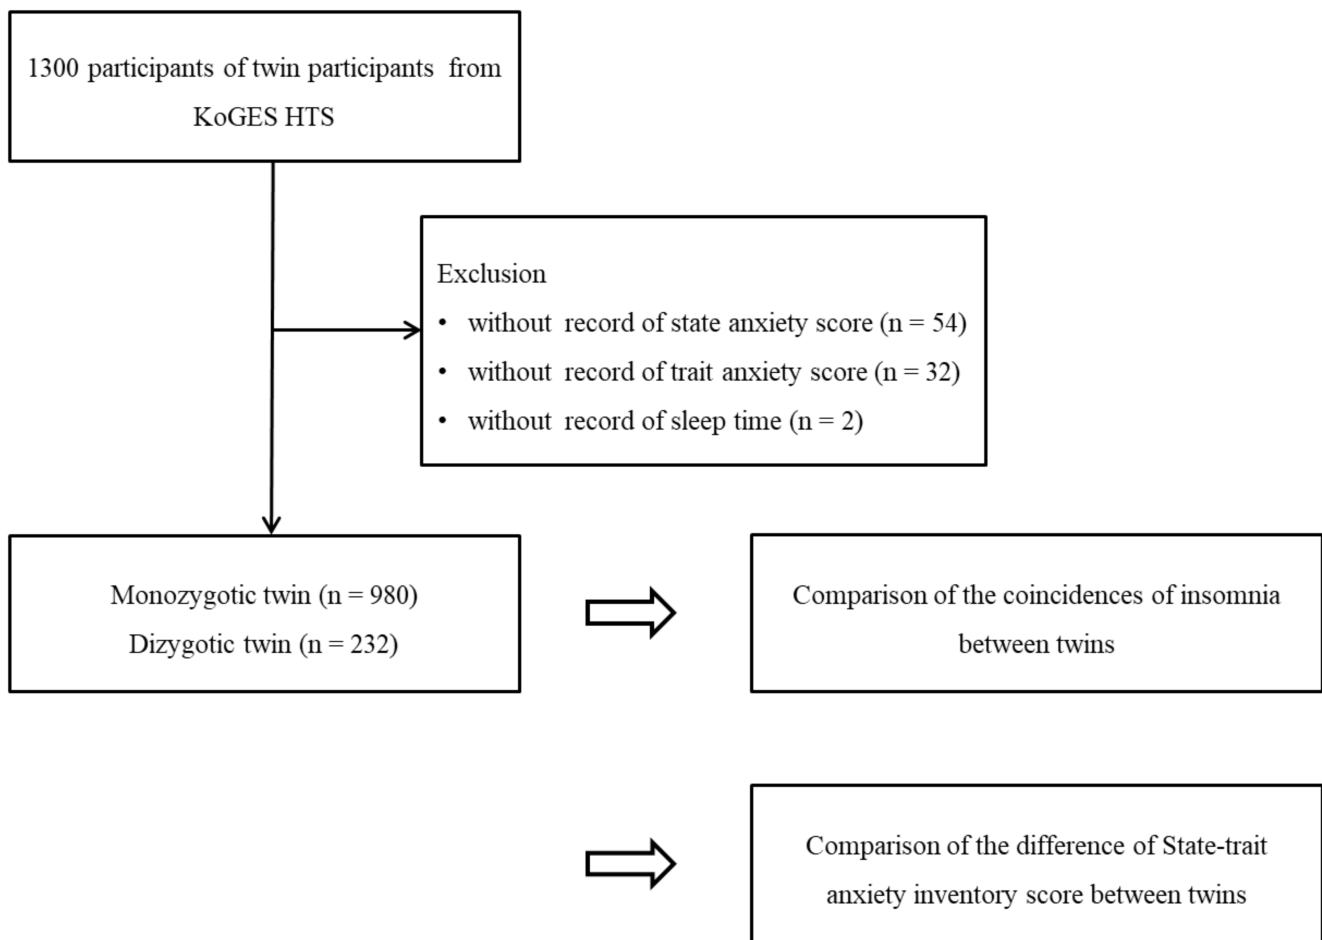 1300 participants of twin participants from
KoGES HTS
Exclusion
• without record of state anxiety score (n = 54)
• without record of trait anxiety score (n = 32)
• without record of sleep time (n = 2)
Monozygotic twin (n = 980)
Dizygotic twin (n = 232)
Comparison of the coincidences of insomnia
between twins
Comparison of the difference of State-trait
anxiety inventory score between twins